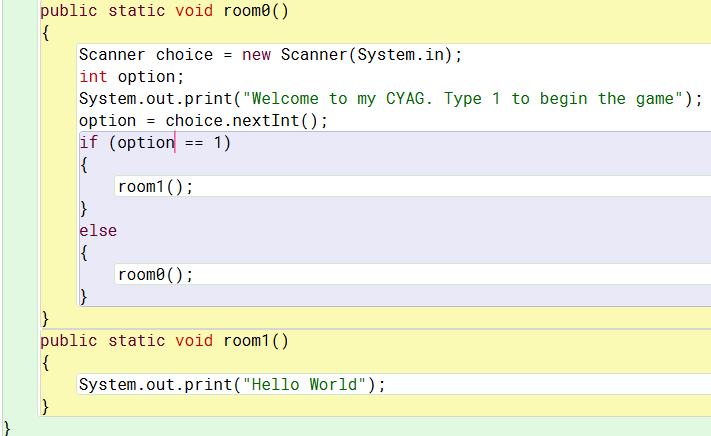 public static void room0()
{
Scanner choice = new Scanner(System.in);
int option;
System.out.print("Welcome to my CYAG. Type 1 to begin the game");
option = choice.nextInt();
if (option == 1)
{
room1();
}
else
{
room0();
}
}
public static void room1()
{
System.out.print("Hello World");
}
}